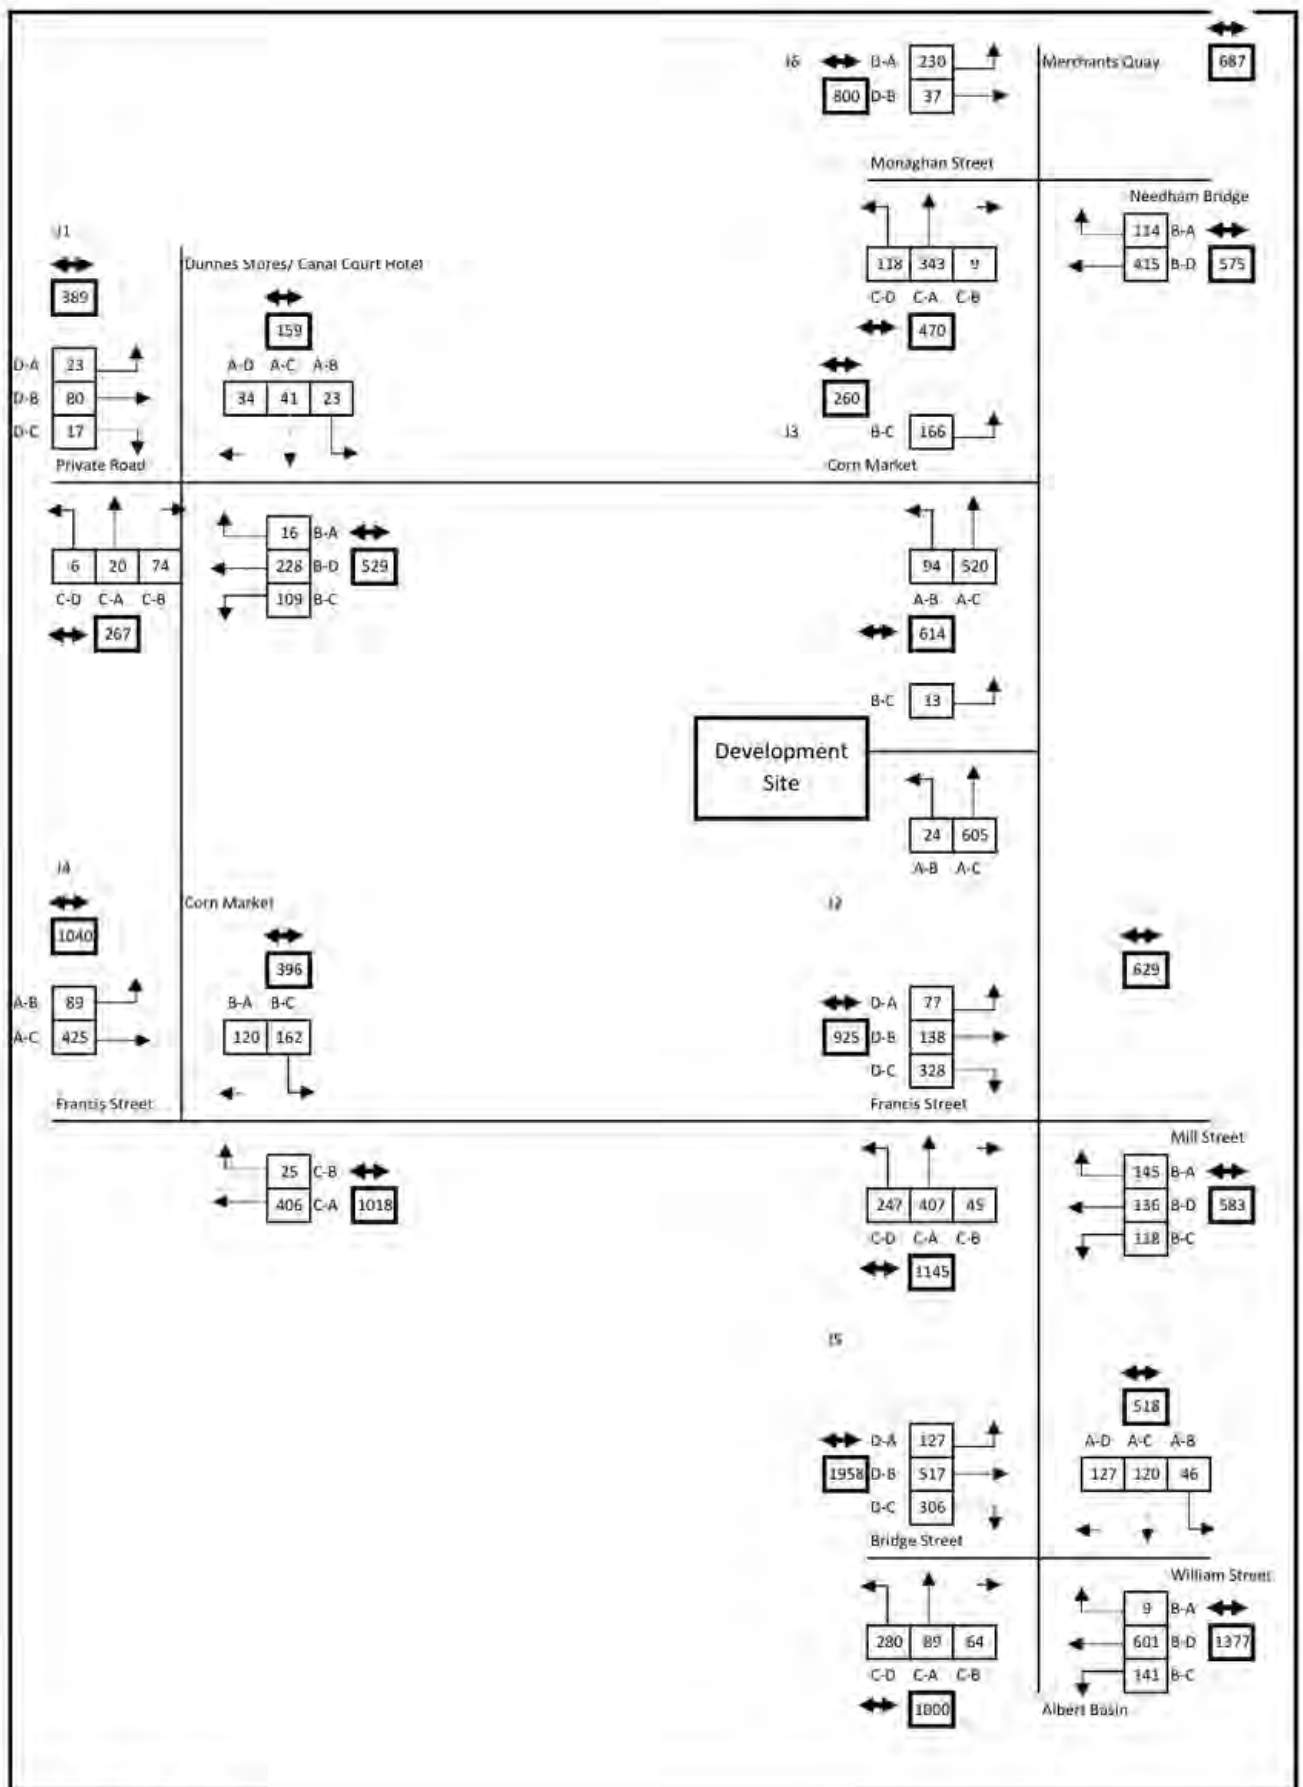 687
J6 D-A 230 Merchants Quay
800 D-B 37
Monaghan Street
Needham Bridge
114 B-A
118 343 9 415 B-D 575
C-D C-A C-B
470
J1
Dunnes Stores/ Canal Court Hotel
389
159
D-A 23 A-D A-C A-B
D-B 80 34 41 23
D-C 17
Private Road
260
J3 B-C 166
Corn Market
16 B-A
6 20 74 228 B-D 529
C-D C-A C-B 109 B-C
267
94 520
A-B A-C
614
B-C 13
Development
Site
24 605
A-B A-C
J4
Corn Market
1040
396
A-B 89 B-A B-C
A-C 425 120 162
Francis Street
J2
629
D-A 77
925 D-B 138
D-C 328
Francis Street
Mill Street
25 C-B
406 C-A 1018
145 B-A
247 407 45 136 B-D 583
C-D C-A C-B 118 B-C
1145
J5
518
D-A 127 A-D A-C A-B
1958 D-B 517 127 120 46
D-C 306
Bridge Street
William Street
9 B-A
280 89 64 601 B-D 1377
C-D C-A C-B 141 B-C
1000 Albert Basin